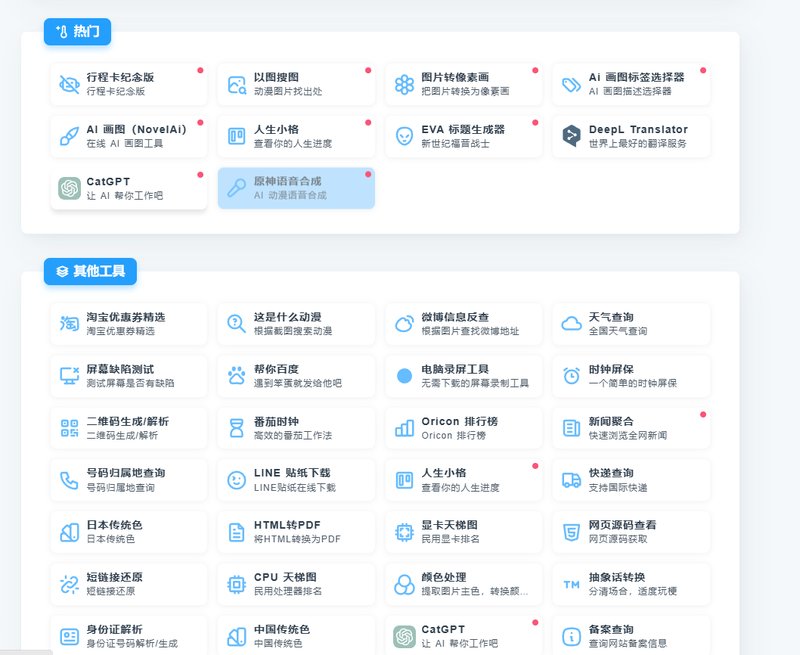 热门
行程卡纪念版
行程卡纪念版
以图搜图
动漫图片找出处
图片转像素画
把图片转换为像素画
Ai 画图标签选择器
AI 画图描述选择器
AI 画图（NovelAi）
在线 AI 画图工具
人生小格
查看你的人生进度
EVA 标题生成器
新世纪福音战士
DeepL Translator
世界上最好的翻译服务
CatGPT
让 AI 帮你工作吧
原神语音合成
AI 动漫语音合成
其他工具
淘宝优惠券精选
淘宝优惠券精选
这是什么动漫
根据截图搜索动漫
微博信息反查
根据图片查找微博地址
天气查询
全国天气查询
屏幕缺陷测试
测试屏幕是否有缺陷
帮你百度
遇到笨蛋就发给他吧
电脑录屏工具
无需下载的屏幕录制工具
时钟屏保
一个简单的时钟屏保
二维码生成/解析
二维码生成/解析
番茄时钟
高效的番茄工作法
Oricon 排行榜
Oricon 排行榜
新闻聚合
快速浏览全网新闻
号码归属地查询
号码归属地查询
LINE 贴纸下载
LINE贴纸在线下载
人生小格
查看你的人生进度
快递查询
支持国际快递
日本传统色
日本传统色
HTML转PDF
将HTML转换为PDF
显卡天梯图
民用显卡排名
网页源码查看
网页源码获取
短链接还原
短链接还原
CPU 天梯图
民用处理器排名
颜色处理
提取图片主色，转换颜...
TM
抽象话转换
分清场合，适度玩梗
身份证解析
身份证号码解析/生成
中国传统色
中国传统色
CatGPT
让 AI 帮你工作吧
备案查询
查询网站备案信息